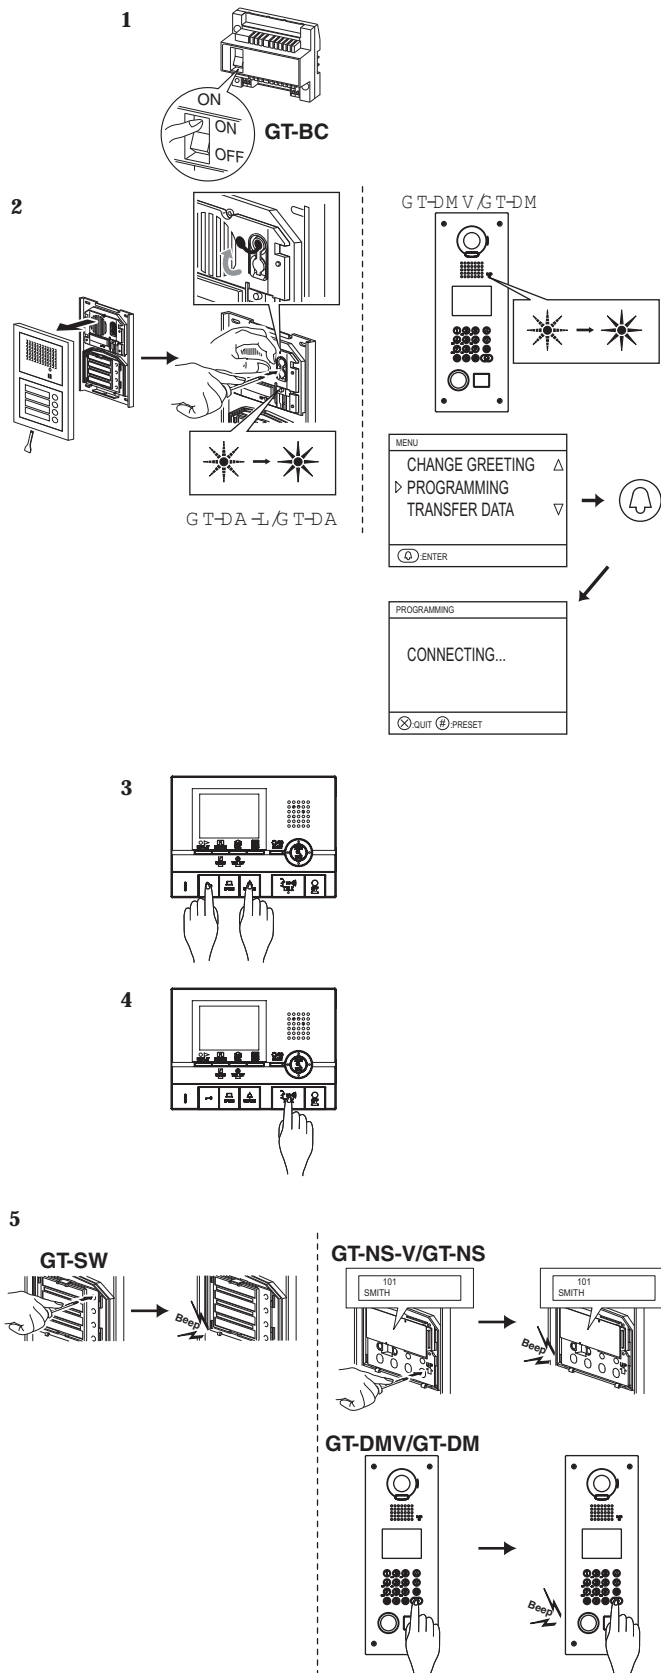 1
ON
ON
OFF
GT-BC
2
GT-DA-L/GT-DA
GT-DMV/GT-DM
MENU
CHANGE GREETING
PROGRAMMING
TRANSFER DATA
:ENTER
PROGRAMMING
CONNECTING...
:QUIT #:PRESET
3
4
5
GT-SW
Beep
GT-NS-V/GT-NS
101
SMITH
101
SMITH
Beep
GT-DMV/GT-DM
Beep